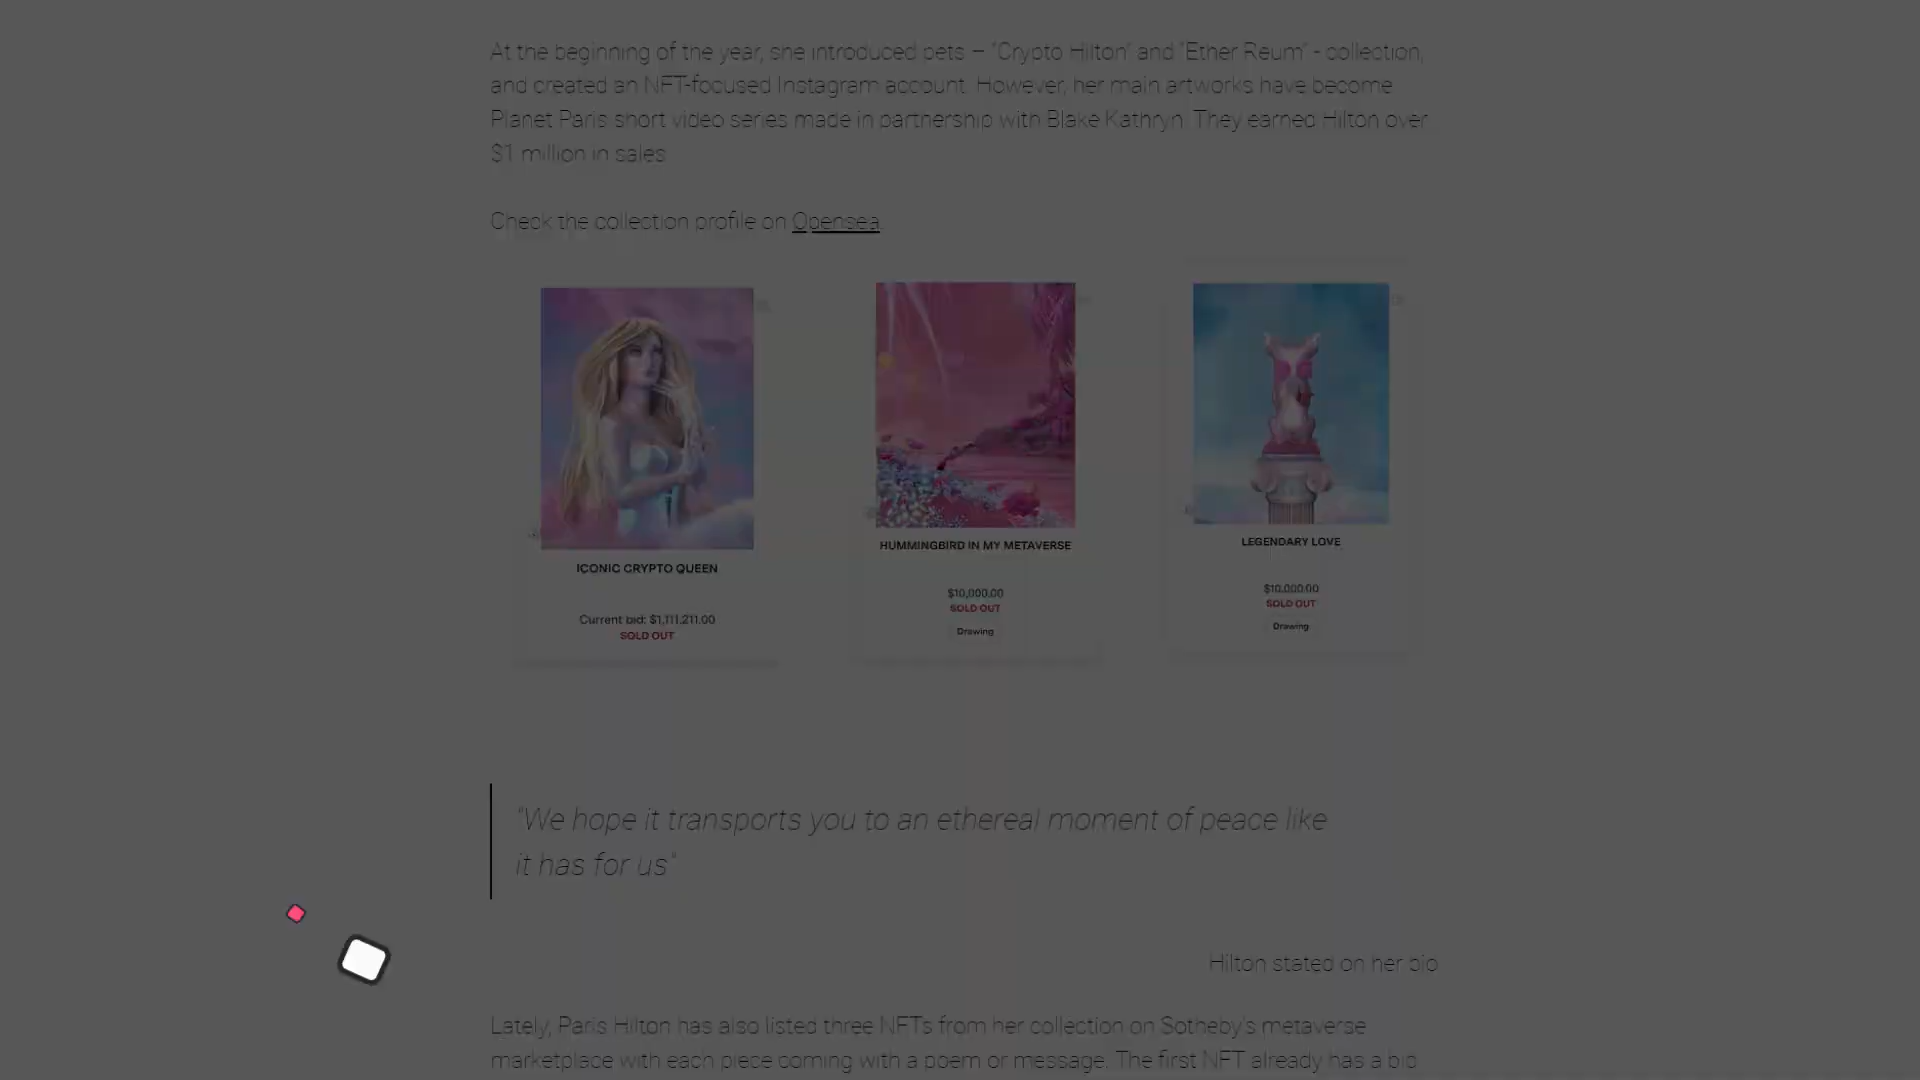 At the beginning of the year, she introduced pets – "Crypto Hilton" and "Ether Reum" - collection,
and created an NFT-focused Instagram account. However, her main artworks have become
Planet Paris short video series made in partnership with Blake Kathryn. They earned Hilton over
$1 million in sales.
Check the collection profile on Opensea.
ICONIC CRYPTO QUEEN
Current bid: $1,111,211.00
SOLD OUT
HUMMINGBIRD IN MY METAVERSE
$10,000.00
SOLD OUT
Drawing
LEGENDARY LOVE
$10,000.00
SOLD OUT
Drawing
"We hope it transports you to an ethereal moment of peace like
it has for us"
Hilton stated on her bio
Lately, Paris Hilton has also listed three NFTs from her collection on Sotheby's metaverse
marketplace with each piece coming with a poem or message. The first NFT already has a bid